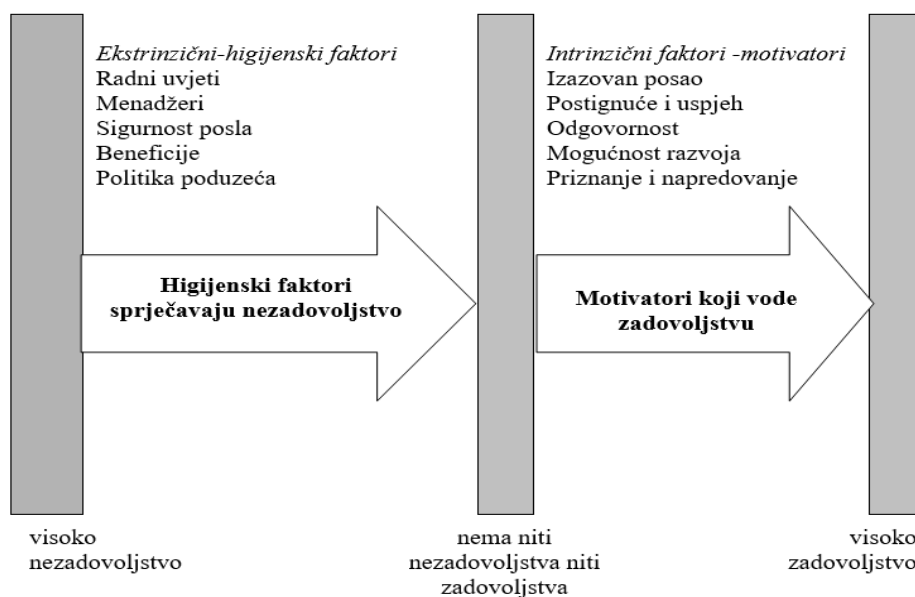 Ekstrinzični-higijenski faktori
Radni uvjeti
Menadžeri
Sigurnost posla
Beneficije
Politika poduzeća
Intrinzični faktori -motivatori
Izazovan posao
Postignuće i uspjeh
Odgovornost
Mogućnost razvoja
Priznanje i napredovanje
Higijenski faktori
sprječavaju nezadovoljstvo
Motivatori koji vode
zadovoljstvu
visoko
nezadovoljstvo
nema niti
nezadovoljstva niti
zadovoljstva
visoko
zadovoljstvo